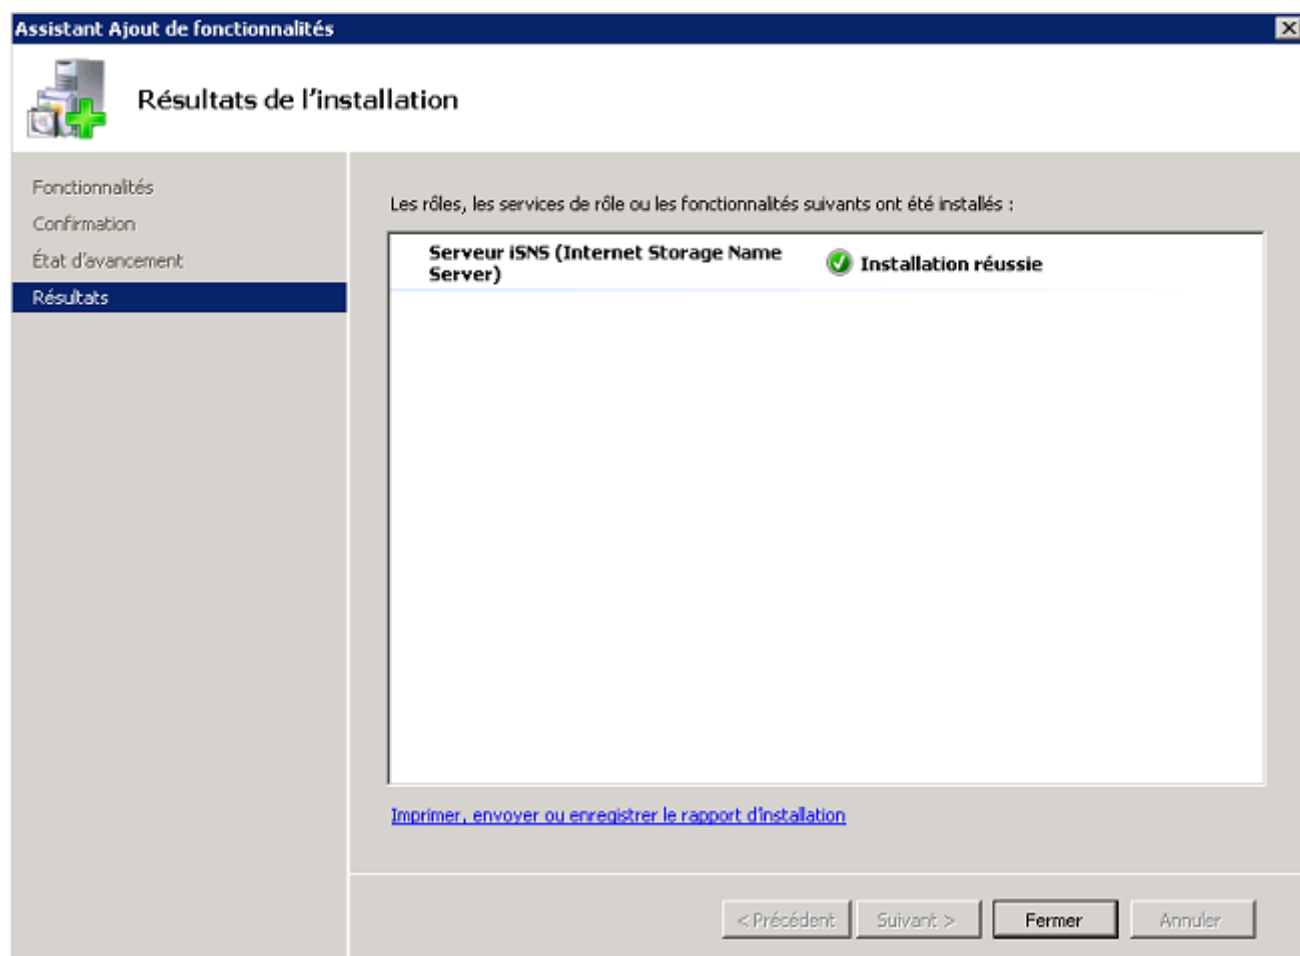 Assistant Ajout de fonctionnalités
Résultats de l'installation
Fonctionnalités
Confirmation
État d'avancement
Résultats
Les rôles, les services de rôle ou les fonctionnalités suivants ont été installés :
Serveur iSNS (Internet Storage Name
Server)
Installation réussie
Imprimer, envoyer ou enregistrer le rapport d'installation
< Précédent
Suivant >
Fermer
Annuler